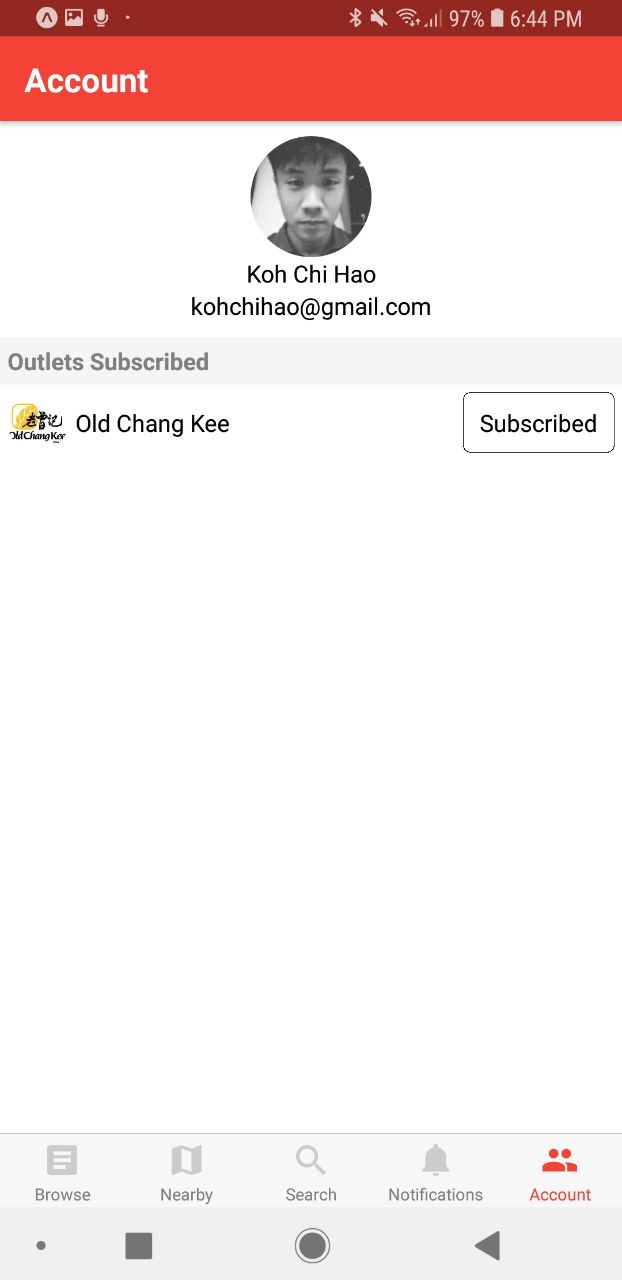 97% 6:44 PM
Account
Koh Chi Hao
kohchihao@gmail.com
Outlets Subscribed
老曾记
Old Chang Kee
Old Chang Kee
Subscribed
Browse
Nearby
Search
Notifications
Account